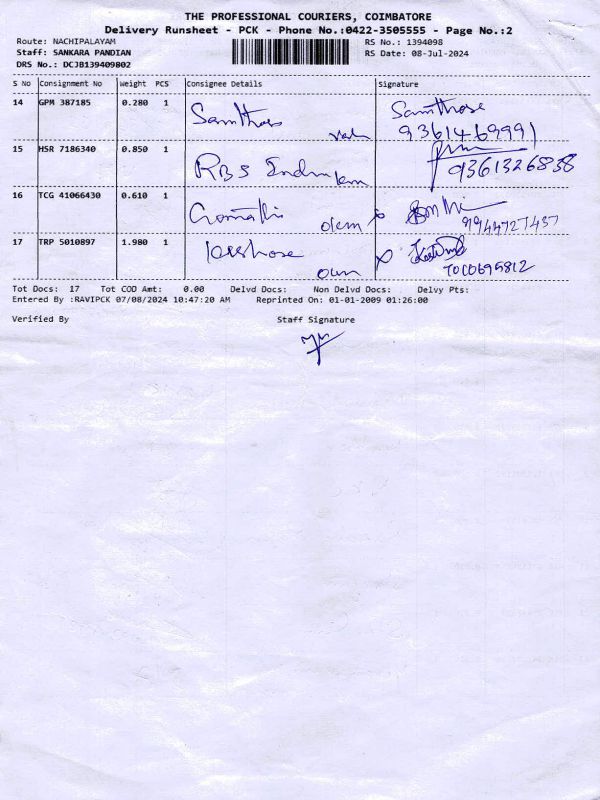 THE PROFESSIONAL COURIERS, COIMBATORE
Delivery Runsheet - PCK - Phone No.:0422-3505555 - Page No.:2
Route: NACHIPALAYAM RS No.: 1394098
Staff: SANKARA PANDIAN RS Date: 08-Jul-2024
DRS No.: DCJB139409802
S No Consignment No Weight PCS Consignee Details Signature
14 GPM 387185 0.280 1 Samthose
9361469991
15 HSR 7186340 0.850 1 RBS
9361326838
16 TCG 41066430 0.610 1 Gomathi
9944727437
17 TRP 5010897 1.980 1
own 7010695812
Tot Docs: 17 Tot COD Amt: 0.00 Delvd Docs: Non Delvd Docs: Delvy Pts:
Entered By :RAVIPCK 07/08/2024 10:47:20 AM Reprinted On: 01-01-2009 01:26:00
Verified By Staff Signature